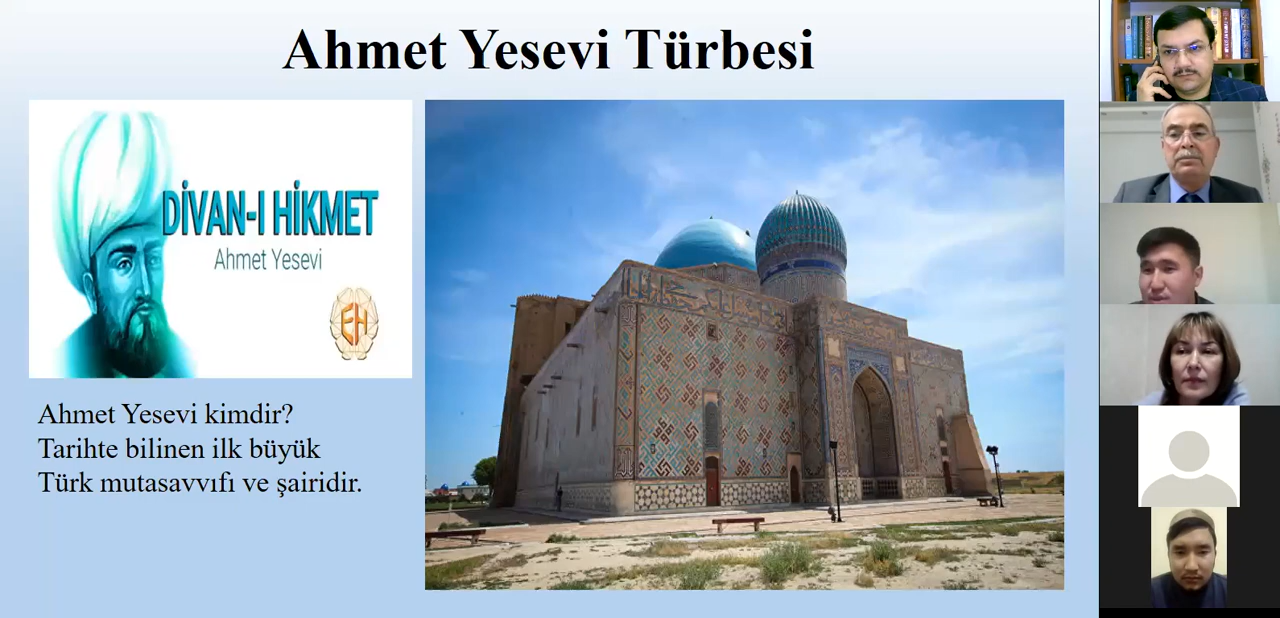 Ahmet Yesevi Türbesi
DİVAN-I HİKMET
Ahmet Yesevi
EH
Ahmet Yesevi kimdir?
Tarihte bilinen ilk büyük
Türk mutasavvıfı ve şairidir.